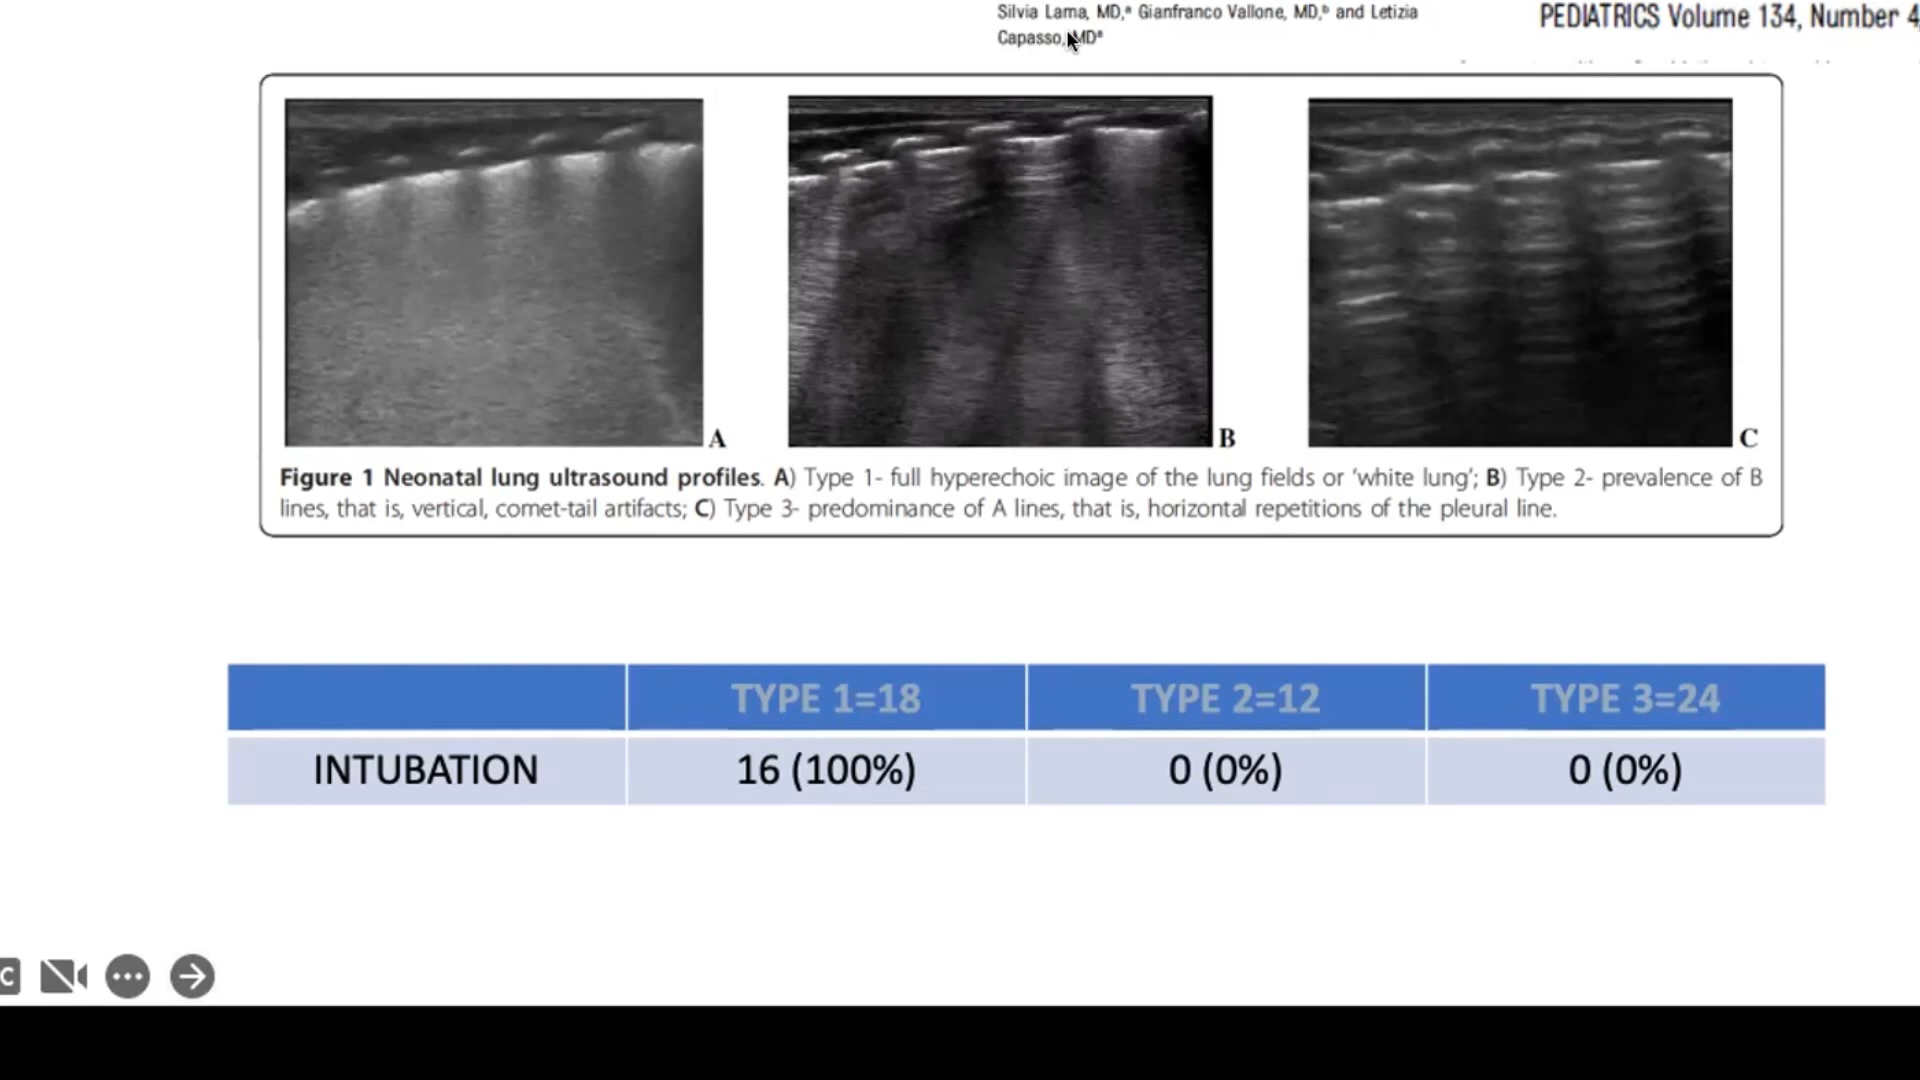 Silvia Lama, MD,ᵃ Gianfranco Vallone, MD,ᵇ and Letizia
Capasso, MDᵃ
PEDIATRICS Volume 134, Number 4,
A
B
C
Figure 1 Neonatal lung ultrasound profiles. A) Type 1- full hyperechoic image of the lung fields or 'white lung'; B) Type 2- prevalence of B
lines, that is, vertical, comet-tail artifacts; C) Type 3- predominance of A lines, that is, horizontal repetitions of the pleural line.
TYPE 1=18 TYPE 2=12 TYPE 3=24
INTUBATION 16 (100%) 0 (0%) 0 (0%)
C